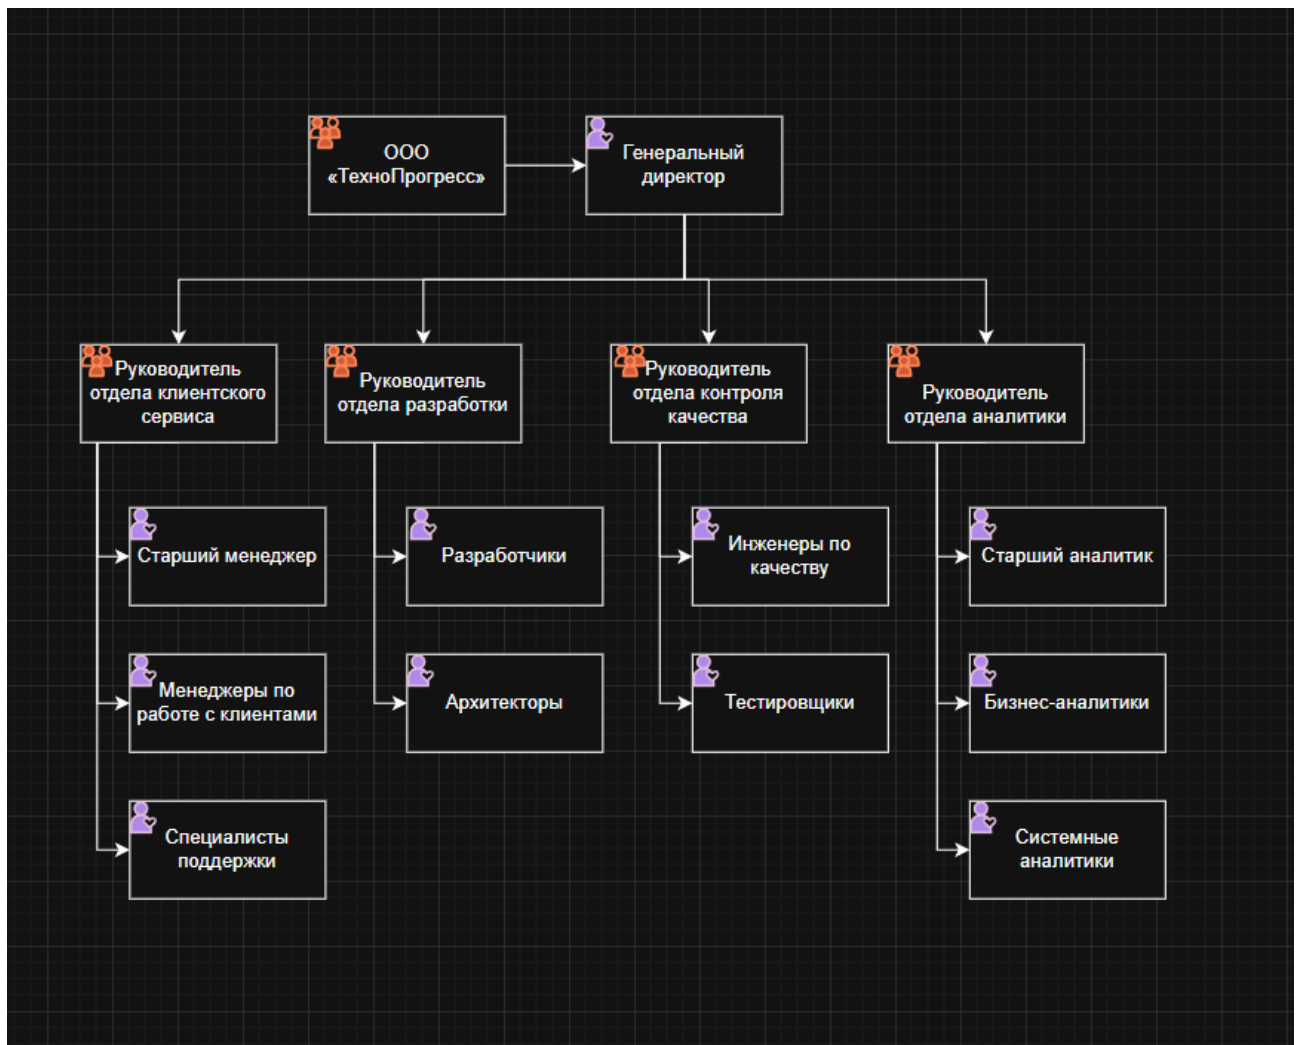 ООО
«ТехноПрогресс»
Генеральный
директор
Руководитель
отдела клиентского
сервиса
Руководитель
отдела разработки
Руководитель
отдела контроля
качества
Руководитель
отдела аналитики
Старший менеджер
Разработчики
Инженеры по
качеству
Старший аналитик
Менеджеры по
работе с клиентами
Архитекторы
Тестировщики
Бизнес-аналитики
Специалисты
поддержки
Системные
аналитики